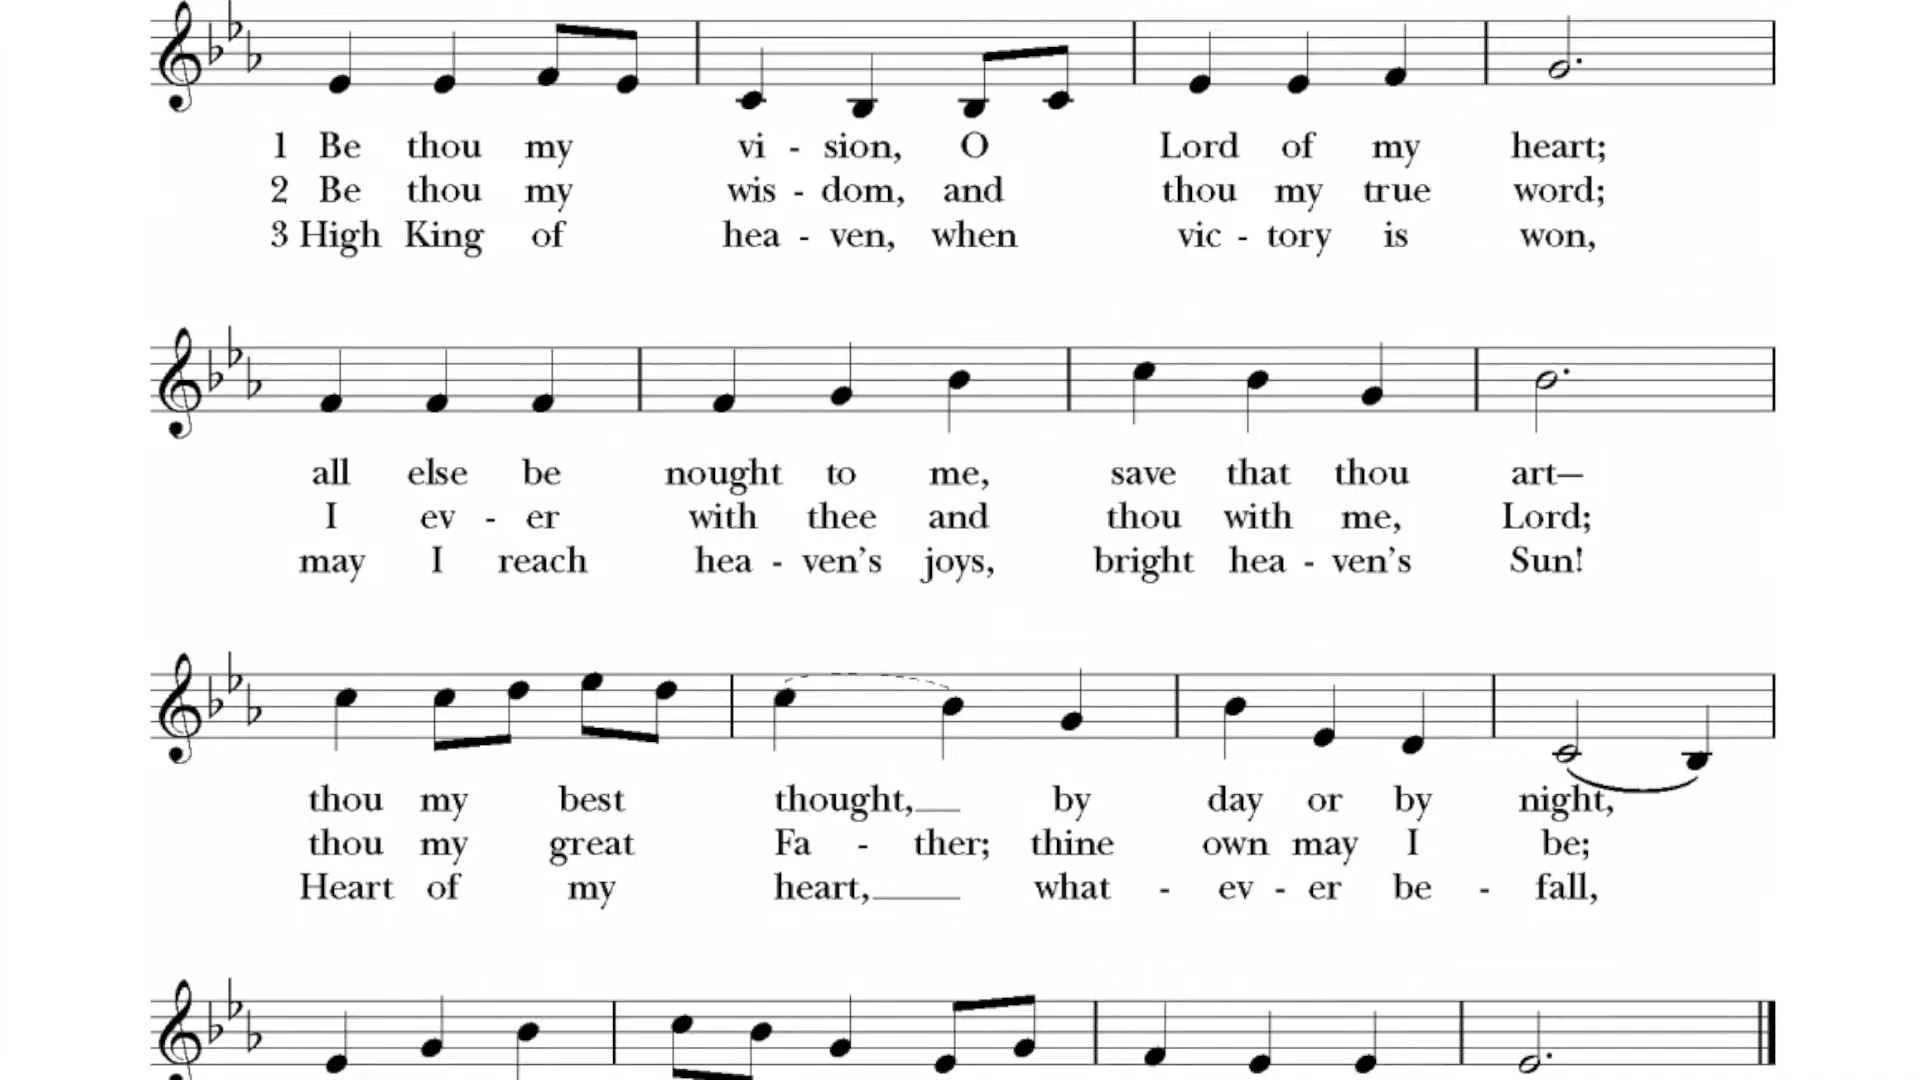 1 Be thou my vi - sion, O Lord of my heart;
2 Be thou my wis - dom, and thou my true word;
3 High King of hea - ven, when vic - tory is won,
all else be nought to me, save that thou art—
I ev - er with thee and thou with me, Lord;
may I reach hea - ven’s joys, bright hea - ven’s Sun!
thou my best thought, by day or by night,
thou my great Fa - ther; thine own may I be;
Heart of my heart, what - ev - er be - fall,